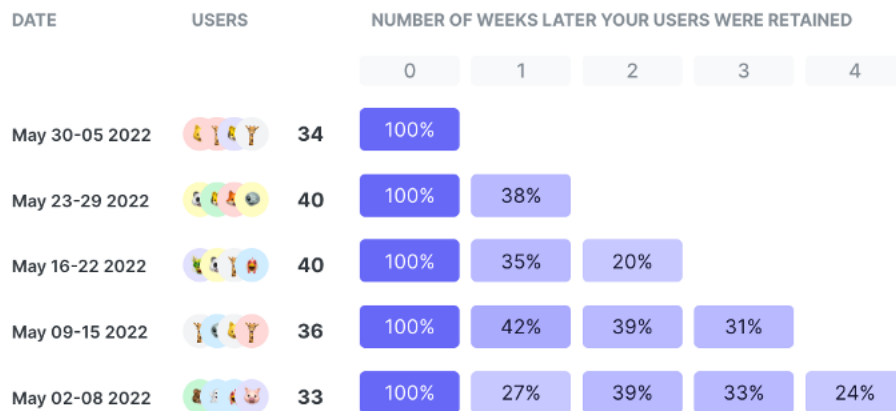 DATE USERS NUMBER OF WEEKS LATER YOUR USERS WERE RETAINED
0 1 2 3 4
May 30-05 2022 34 100%
May 23-29 2022 40 100% 38%
May 16-22 2022 40 100% 35% 20%
May 09-15 2022 36 100% 42% 39% 31%
May 02-08 2022 33 100% 27% 39% 33% 24%